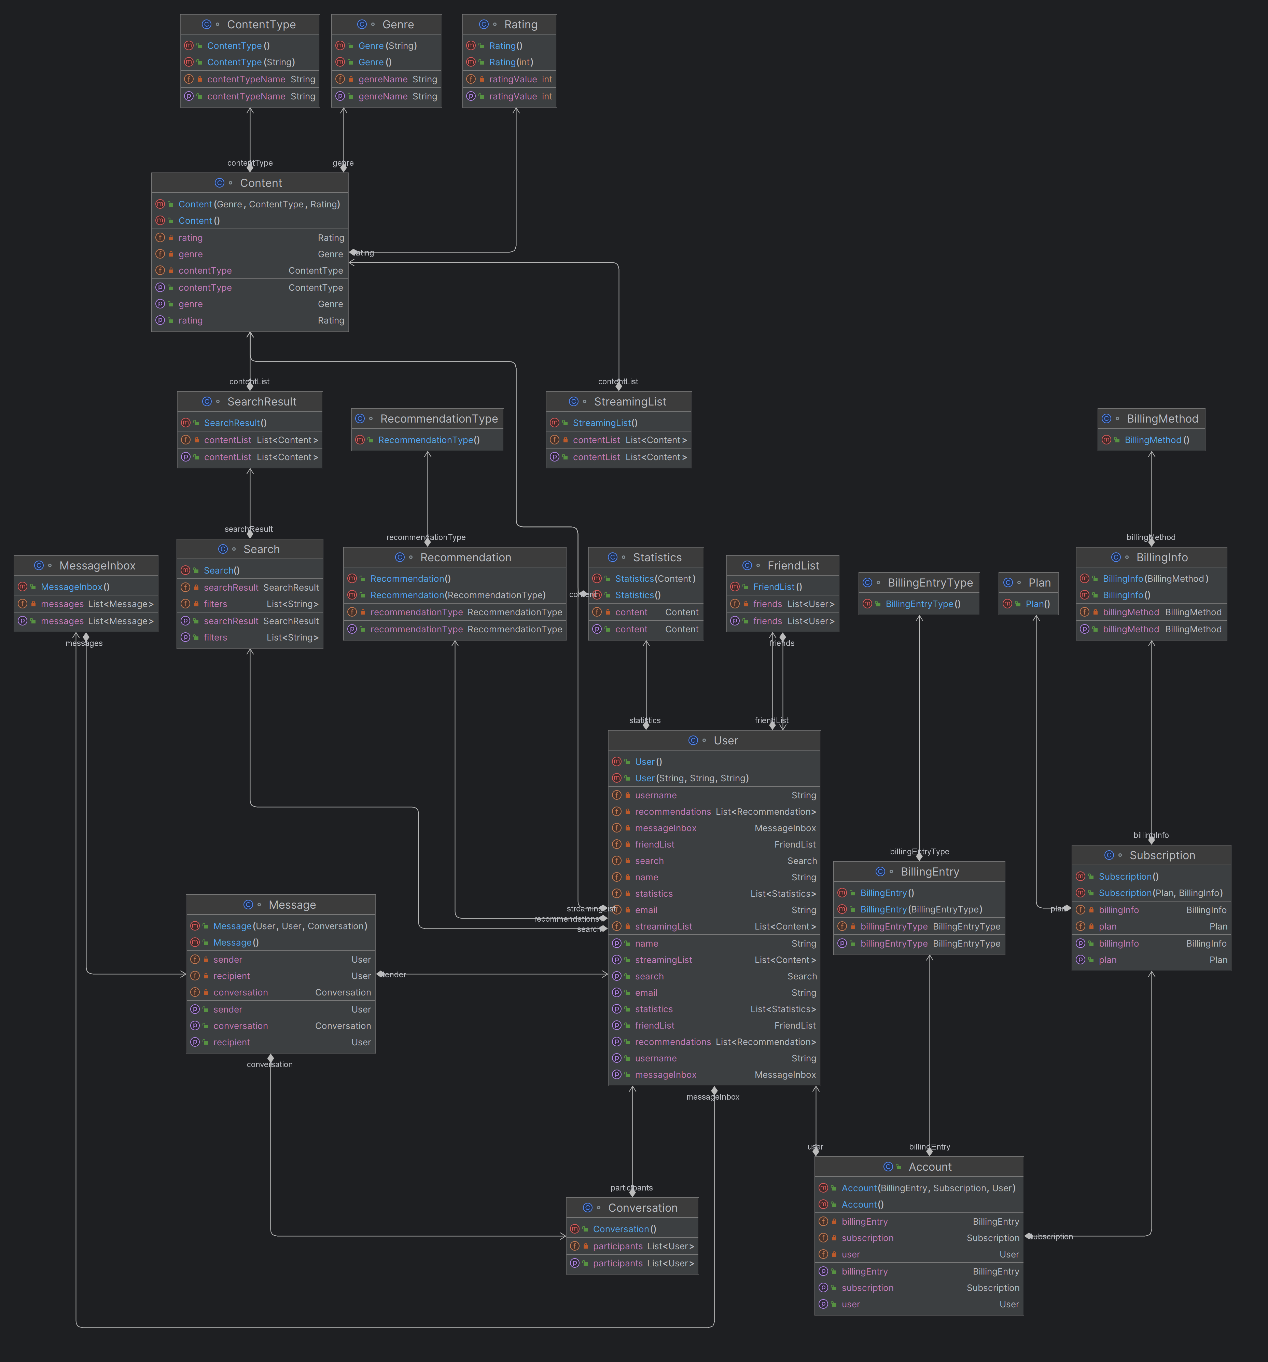 ContentType
ContentType()
ContentType(String)
contentTypeName String
contentTypeName String
Genre
Genre(String)
Genre()
genreName String
genreName String
Rating
Rating()
Rating(int)
ratingValue int
ratingValue int
contentType
genre
Content
Content(Genre, ContentType, Rating)
Content()
rating Rating
genre Genre
contentType ContentType
contentType ContentType
genre Genre
rating Rating
rating
contentList
contentList
SearchResult
SearchResult()
contentList List<Content>
contentList List<Content>
RecommendationType
RecommendationType()
StreamingList
StreamingList()
contentList List<Content>
contentList List<Content>
BillingMethod
BillingMethod()
searchResult
recommendationType
billingMethod
MessageInbox
MessageInbox()
messages List<Message>
messages List<Message>
messages
Search
Search()
searchResult SearchResult
filters List<String>
searchResult SearchResult
filters List<String>
Recommendation
Recommendation()
Recommendation(RecommendationType)
recommendationType RecommendationType
recommendationType RecommendationType
content
Statistics
Statistics(Content)
Statistics()
content Content
content Content
FriendList
FriendList()
friends List<User>
friends List<User>
friends
BillingEntryType
BillingEntryType()
Plan
Plan()
BillingInfo
BillingInfo(BillingMethod)
BillingInfo()
billingMethod BillingMethod
billingMethod BillingMethod
statistics
friendList
User
User()
User(String, String, String)
username String
recommendations List<Recommendation>
messageInbox MessageInbox
friendList FriendList
search Search
name String
statistics List<Statistics>
email String
streamingList List<Content>
name String
streamingList List<Content>
search Search
email String
statistics List<Statistics>
friendList FriendList
recommendations List<Recommendation>
username String
messageInbox MessageInbox
streamingList
recommendations
search
billingEntryType
BillingEntry
BillingEntry()
BillingEntry(BillingEntryType)
billingEntryType BillingEntryType
billingEntryType BillingEntryType
billingInfo
Subscription
Subscription()
Subscription(Plan, BillingInfo)
billingInfo BillingInfo
plan Plan
billingInfo BillingInfo
plan Plan
plan
Message
Message(User, User, Conversation)
Message()
sender User
recipient User
conversation Conversation
sender User
conversation Conversation
recipient User
sender
conversation
messageInbox
user
billingEntry
participants
Conversation
Conversation()
participants List<User>
participants List<User>
Account
Account(BillingEntry, Subscription, User)
Account()
billingEntry BillingEntry
subscription Subscription
user User
billingEntry BillingEntry
subscription Subscription
user User
subscription